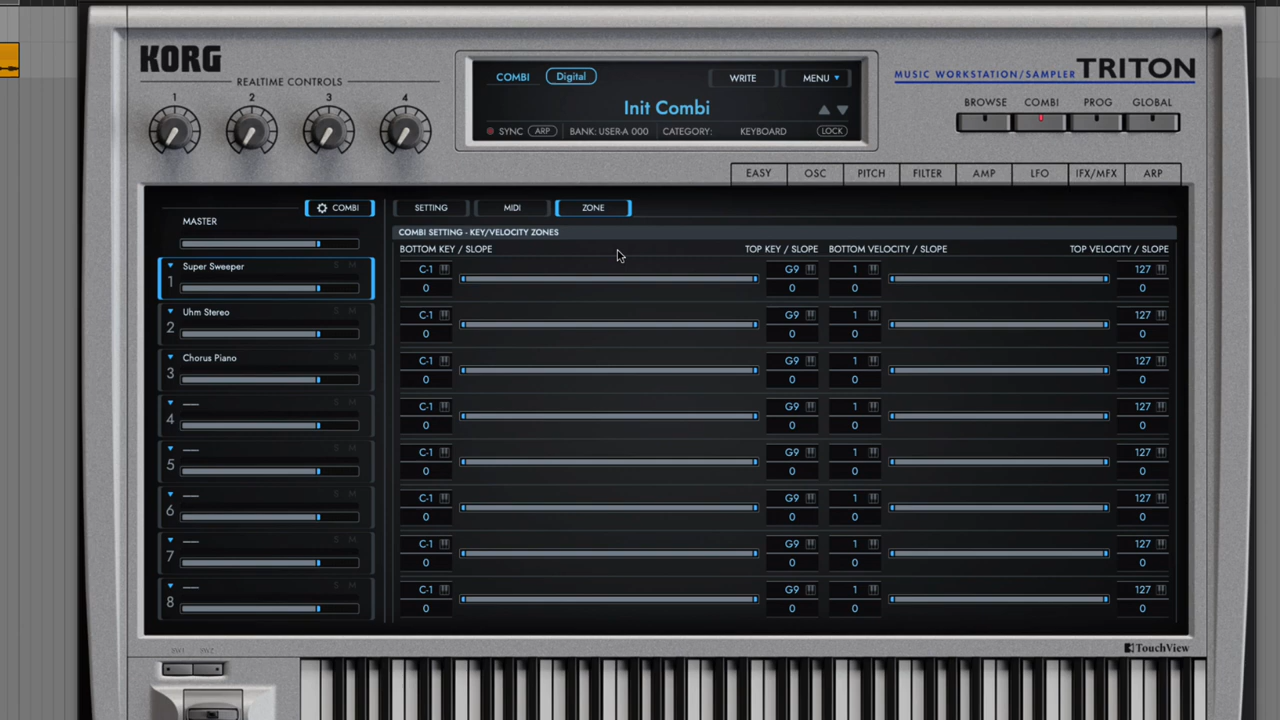 KORG
REALTIME CONTROLS
1 2 3 4
COMBI Digital WRITE MENU
Init Combi
SYNC ARP BANK: USER-A 000 CATEGORY: KEYBOARD LOCK
MUSIC WORKSTATION/SAMPLER TRITON
BROWSE COMBI PROG GLOBAL
EASY OSC PITCH FILTER AMP LFO IFX/MFX ARP
COMBI SETTING MIDI ZONE
MASTER
COMBI SETTING - KEY/VELOCITY ZONES
BOTTOM KEY / SLOPE TOP KEY / SLOPE BOTTOM VELOCITY / SLOPE TOP VELOCITY / SLOPE
1 Super Sweeper S M C-1 G9 1 127
0 0 0 0
2 Uhm Stereo S M C-1 G9 1 127
0 0 0 0
3 Chorus Piano S M C-1 G9 1 127
0 0 0 0
4 S M C-1 G9 1 127
0 0 0 0
5 S M C-1 G9 1 127
0 0 0 0
6 S M C-1 G9 1 127
0 0 0 0
7 S M C-1 G9 1 127
0 0 0 0
8 S M C-1 G9 1 127
0 0 0 0
TouchView
SW1 SW2